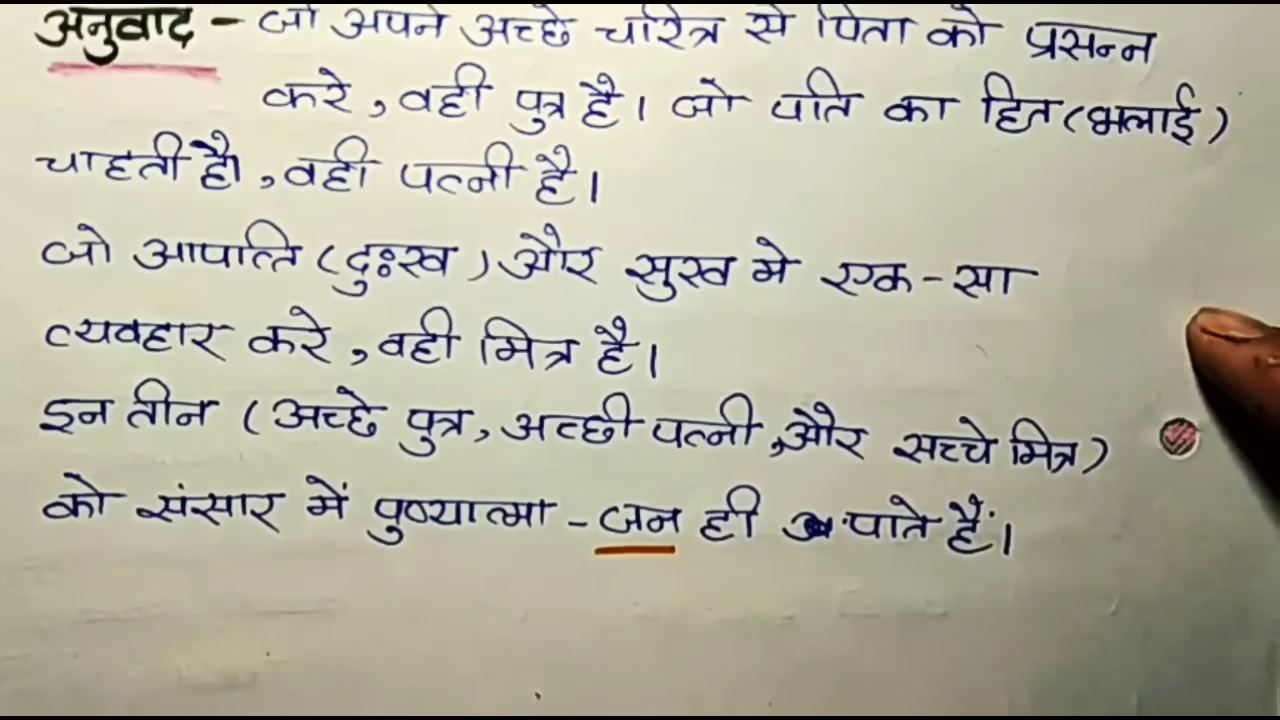 अनुवाद - जो अपने अच्छे चरित्र से पिता को प्रसन्न
करे, वही पुत्र है। जो पति का हित (भलाई)
चाहती है, वही पत्नी है।
जो आपत्ति (दुःख) और सुख मे एक-सा
व्यवहार करे, वही मित्र है।
इन तीन (अच्छे पुत्र, अच्छी पत्नी, और सच्चे मित्र)
को संसार में पुण्यात्मा - जन ही पाते हैं।